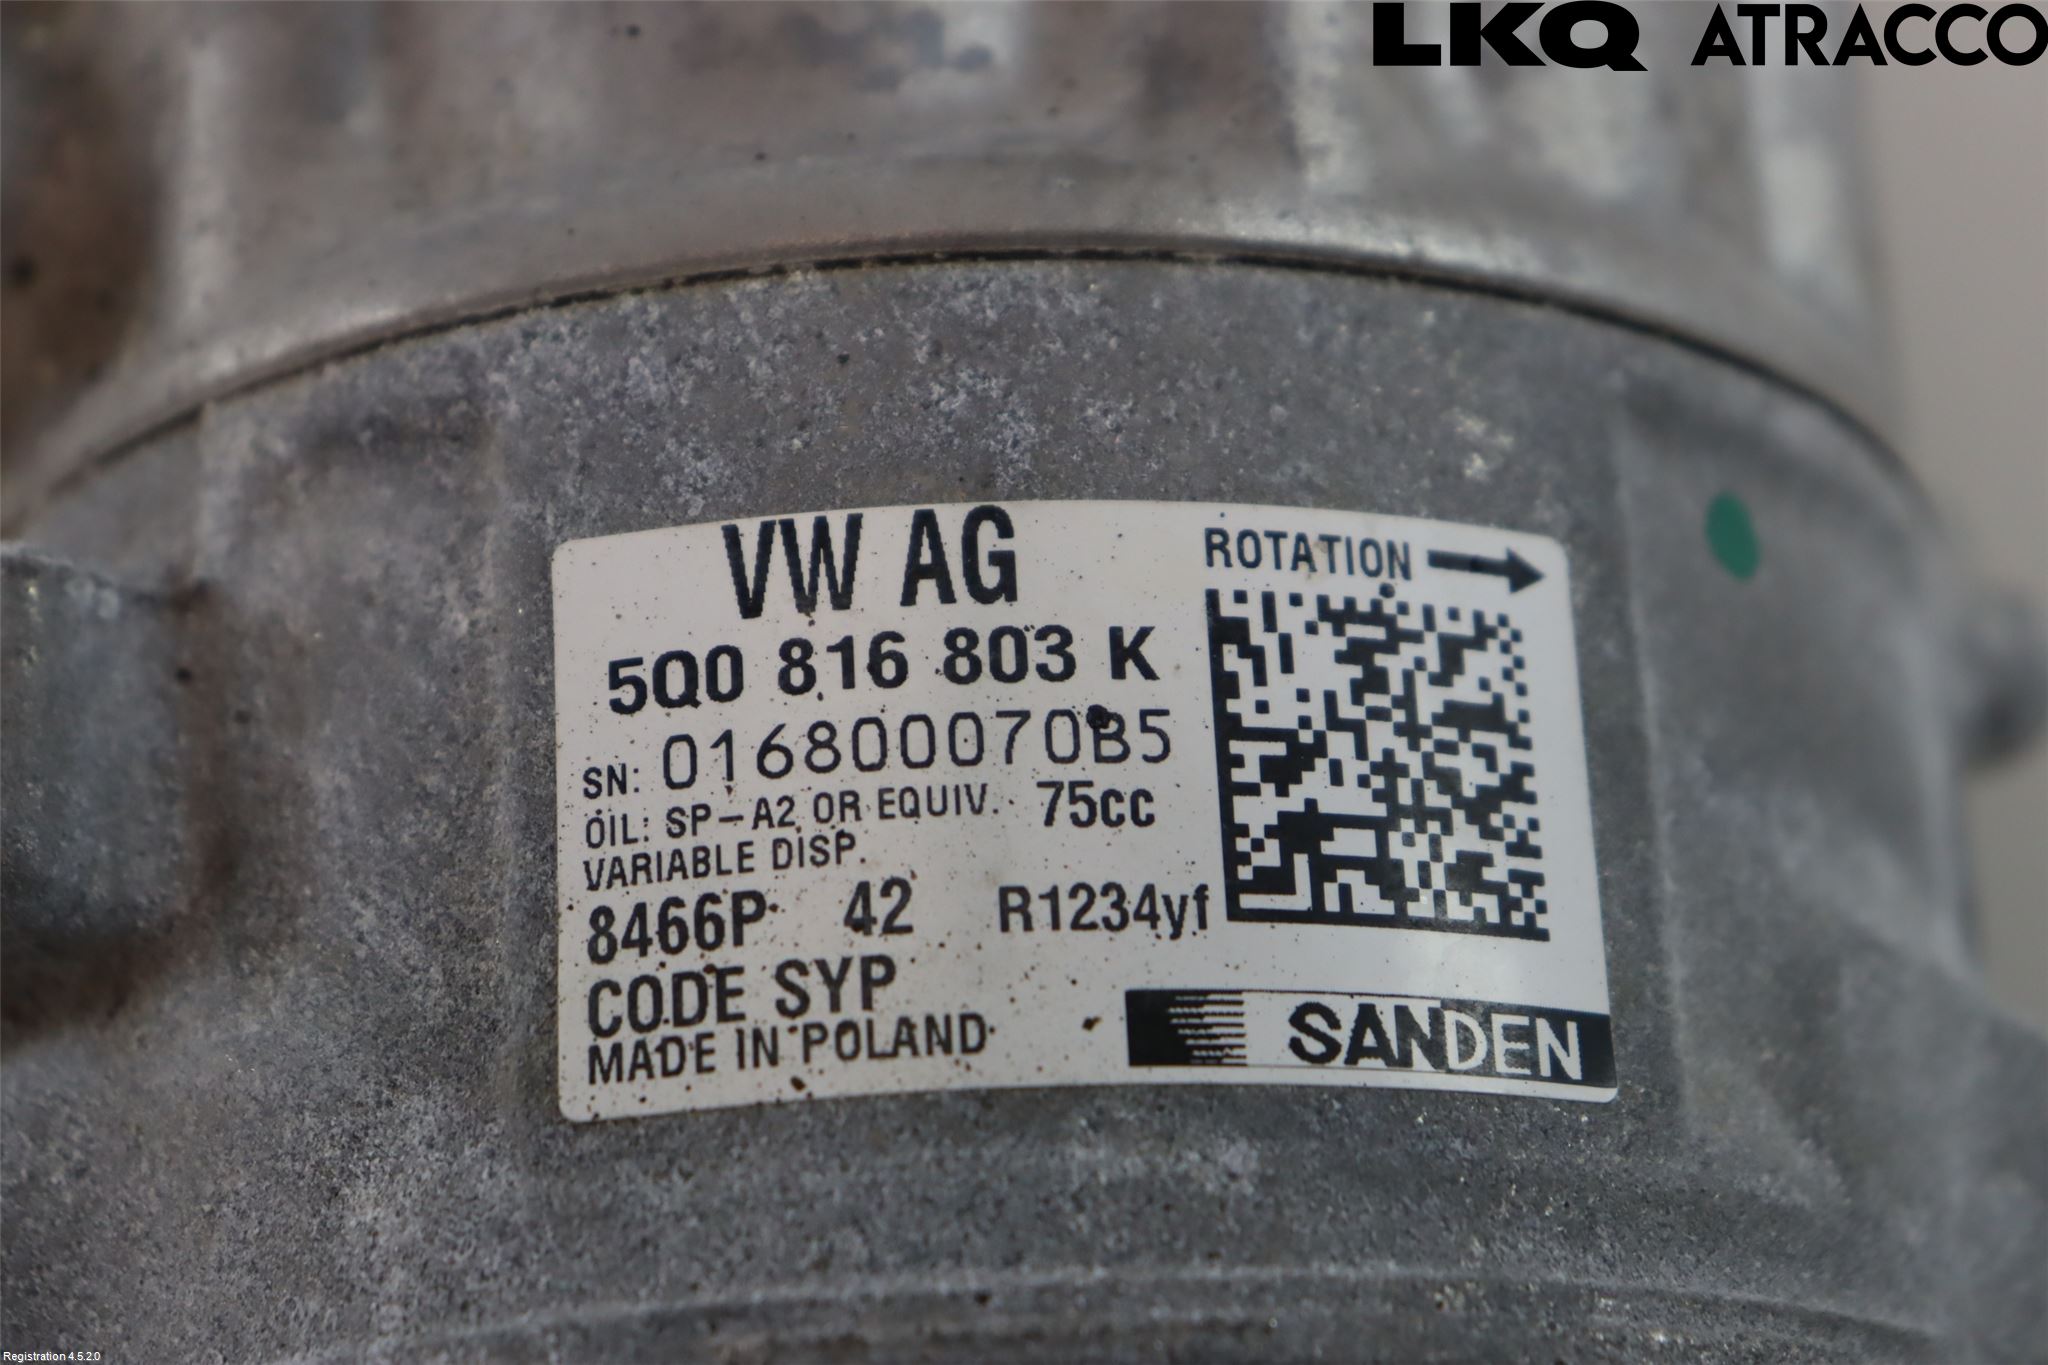 LKQ ATRACCO
VW AG
ROTATION
5Q0 816 803 K
SN:
OIL: SP-A2 OR EQUIV. 75cc
VARIABLE DISP.
8466P 42 R1234yf
CODE SYP
MADE IN POLAND
SANDEN
Registration 4.5.2.0